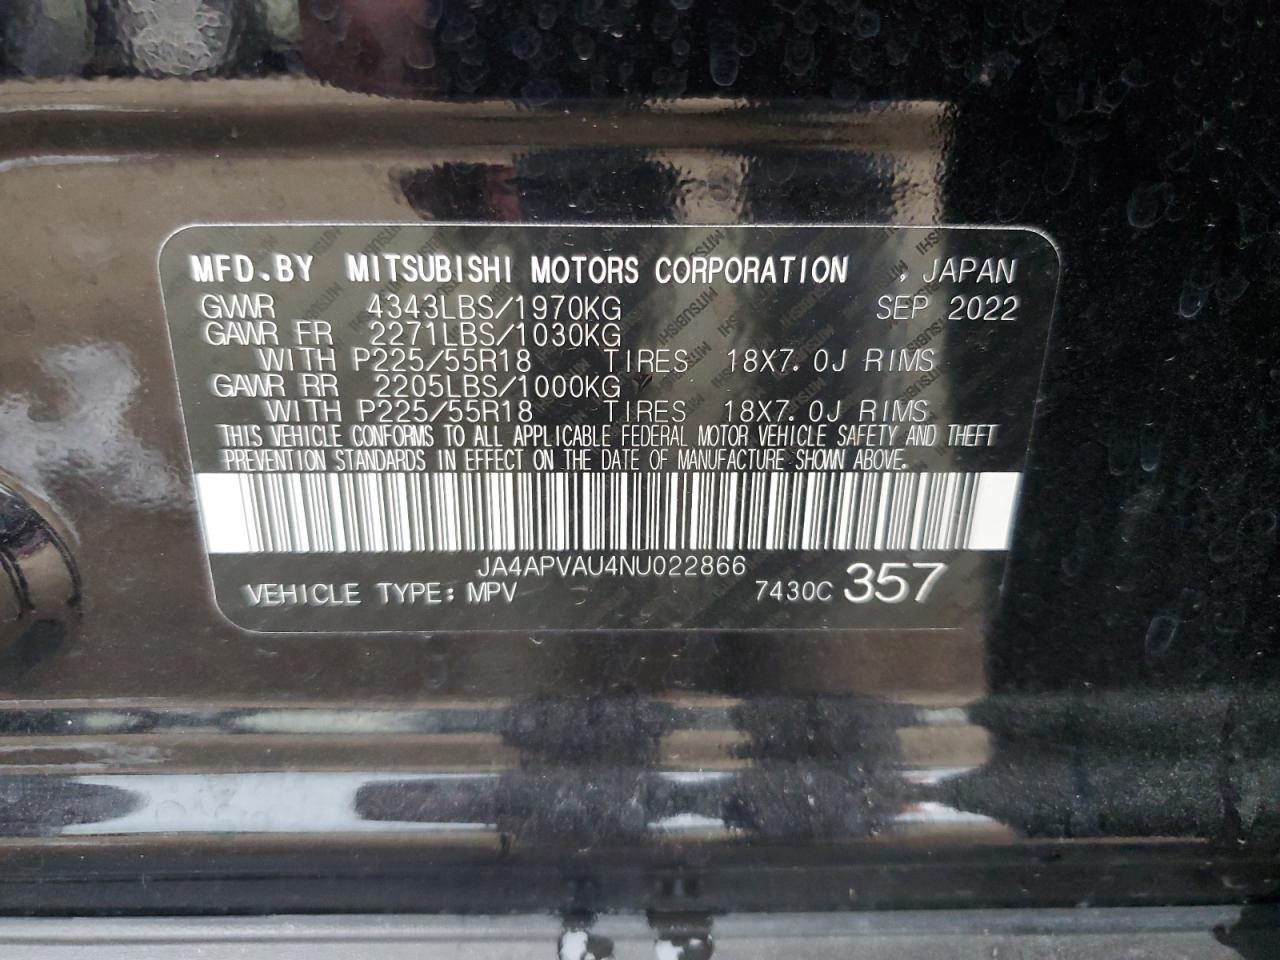 MFD.BY MITSUBISHI MOTORS CORPORATION , JAPAN
GVWR 4343LBS/1970KG SEP 2022
GAWR FR 2271LBS/1030KG
WITH P225/55R18 TIRES 18X7.0J RIMS
GAWR RR 2205LBS/1000KG
WITH P225/55R18 TIRES 18X7.0J RIMS
THIS VEHICLE CONFORMS TO ALL APPLICABLE FEDERAL MOTOR VEHICLE SAFETY AND THEFT
PREVENTION STANDARDS IN EFFECT ON THE DATE OF MANUFACTURE SHOWN ABOVE.
JA4APVAU4NU022866
VEHICLE TYPE: MPV 7430C 357